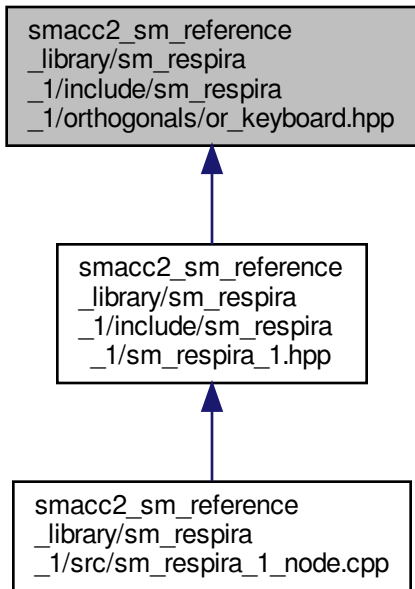 smacc2_sm_reference
_library/sm_respira
_1/include/sm_respira
_1/orthogonals/or_keyboard.hpp
smacc2_sm_reference
_library/sm_respira
_1/include/sm_respira
_1/sm_respira_1.hpp
smacc2_sm_reference
_library/sm_respira
_1/src/sm_respira_1_node.cpp